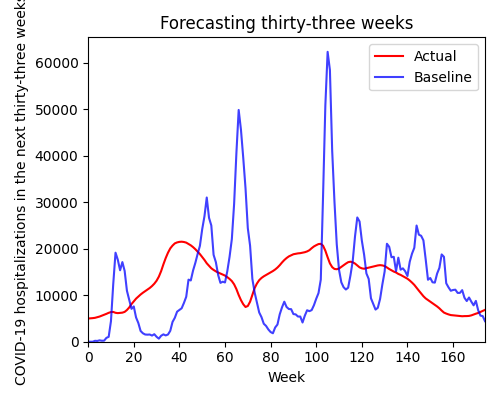 Forecasting thirty-three weeks
COVID-19 hospitalizations in the next thirty-three weeks
Actual
Baseline
60000
50000
40000
30000
20000
10000
0
0 20 40 60 80 100 120 140 160
Week